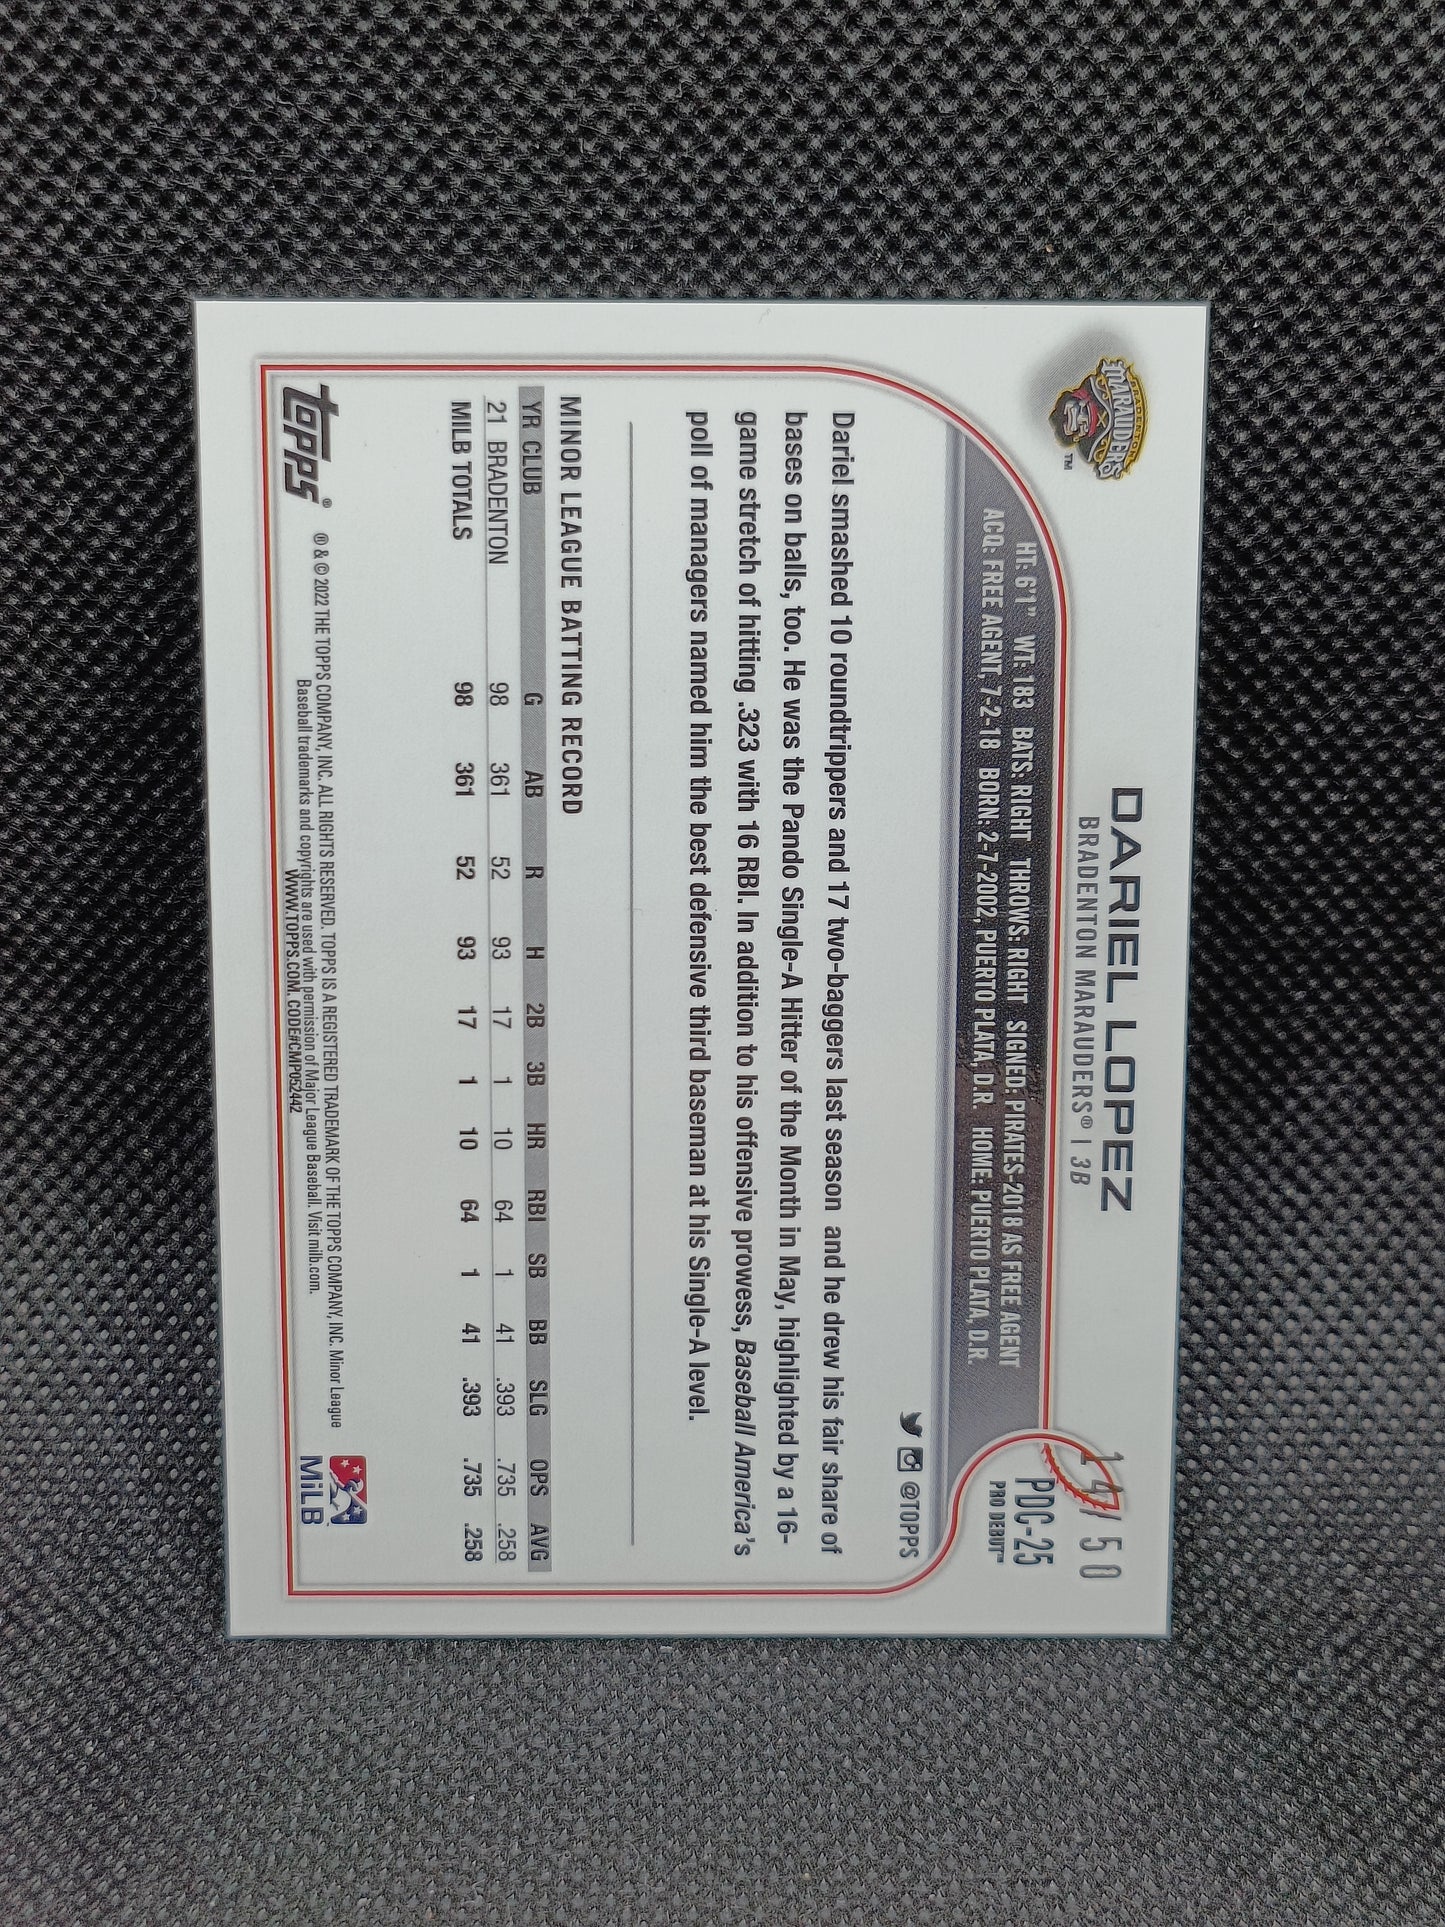 BRADENTON
MARAUDERS™
DARIEL LOPEZ
BRADENTON MARAUDERS® | 3B
14/50
PDC-25
PRO DEBUT™
HT: 6'1" WT: 183 BATS: RIGHT THROWS: RIGHT SIGNED: PIRATES-2018 AS FREE AGENT
ACQ: FREE AGENT, 7-2-18 BORN: 2-7-2002, PUERTO PLATA, D.R. HOME: PUERTO PLATA, D.R.
@TOPPS
Dariel smashed 10 roundtrippers and 17 two-baggers last season and he drew his fair share of
bases on balls, too. He was the Pando Single-A Hitter of the Month in May, highlighted by a 16-
game stretch of hitting .323 with 16 RBI. In addition to his offensive prowess, Baseball America's
poll of managers named him the best defensive third baseman at his Single-A level.
MINOR LEAGUE BATTING RECORD
YR CLUB G AB R H 2B 3B HR RBI SB BB SLG OPS AVG
21 BRADENTON 98 361 52 93 17 1 10 64 1 41 .393 .735 .258
MILB TOTALS 98 361 52 93 17 1 10 64 1 41 .393 .735 .258
topps®
® & © 2022 THE TOPPS COMPANY, INC. ALL RIGHTS RESERVED. TOPPS IS A REGISTERED TRADEMARK OF THE TOPPS COMPANY, INC. Minor League
Baseball trademarks and copyrights are used with permission of Major League Baseball. Visit milb.com.
WWW.TOPPS.COM. CODE#CMP052442
MiLB